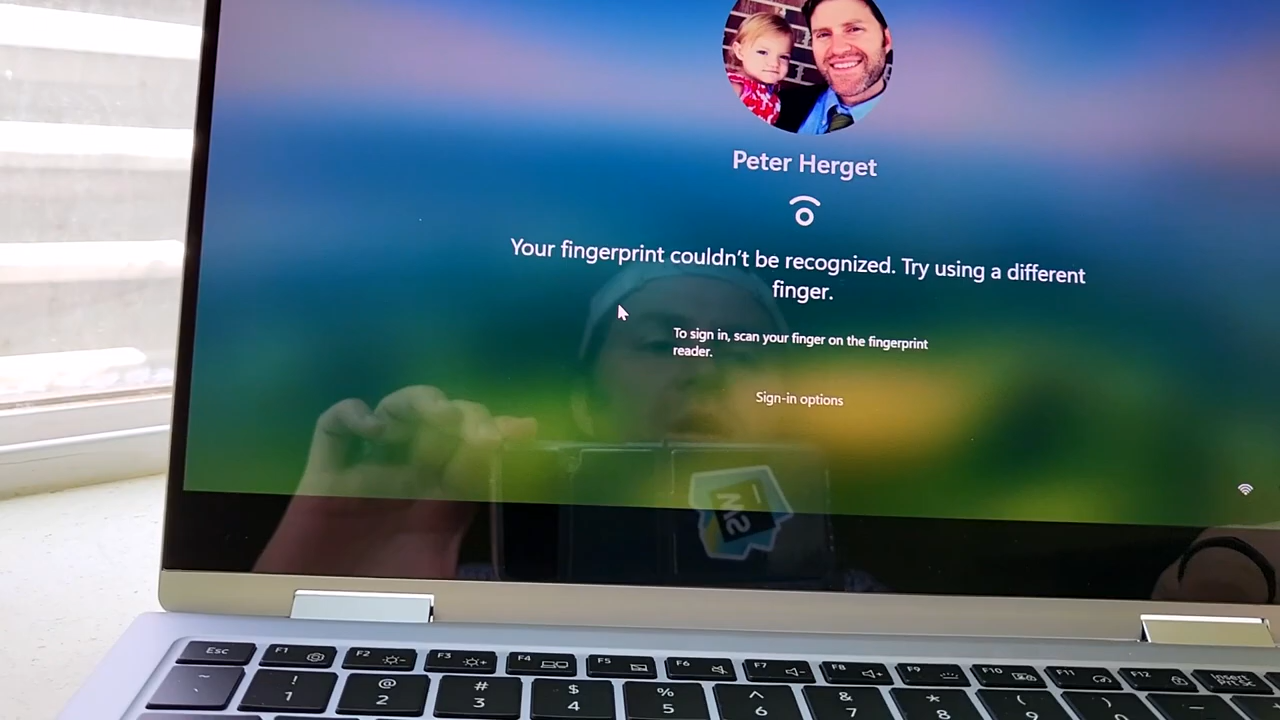 Peter Herget
Your fingerprint couldn't be recognized. Try using a different
finger.
To sign in, scan your finger on the fingerprint
reader.
Sign-in options
Esc F1 F2 F3 F4 F5 F6 F7 F8 F9 F10 F11 F12 Insert
PrtSc
~ ! @ # $ % ^ & * ( )
1 2 3 4 5 6 7 8 9